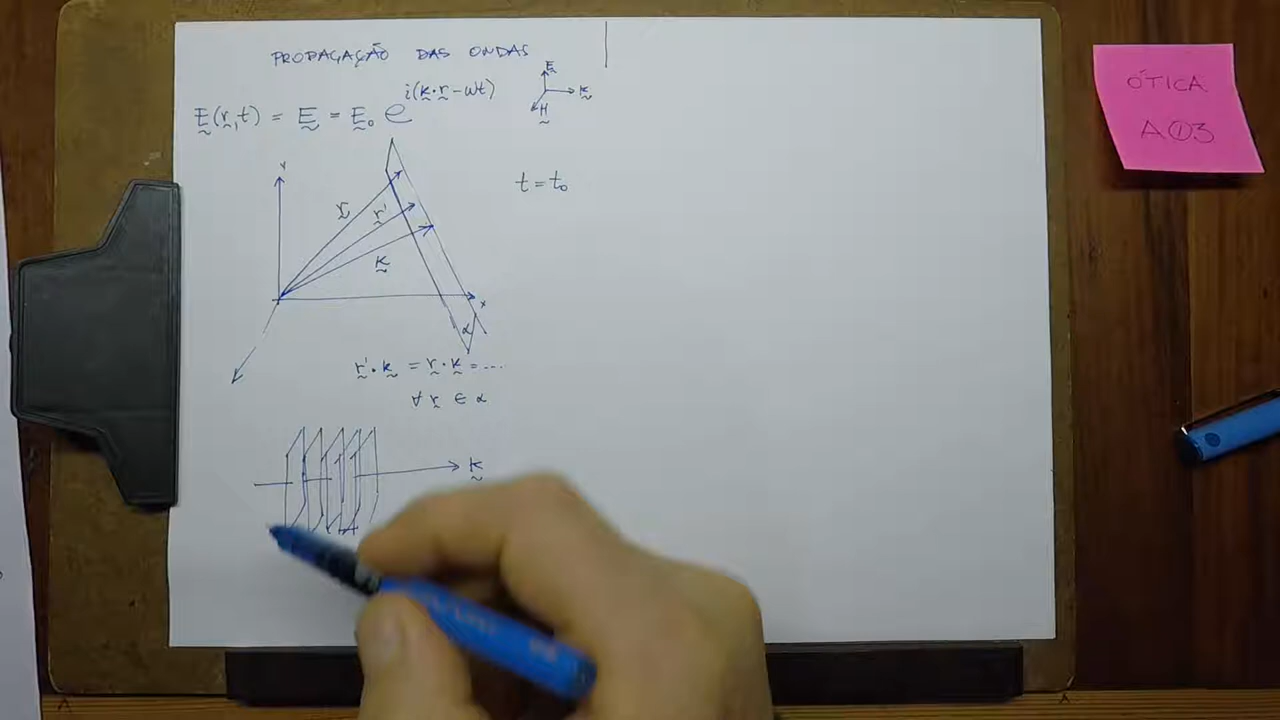 PROPAGAÇÃO DAS ONDAS
E(r,t) = E = E₀ e^i(k·r-ωt)
E
k
H
t = t₀
y
r
r'
k
x
α
r'·k = r·k = ....
∀ r ∈ α
k
ÓTICA
A03